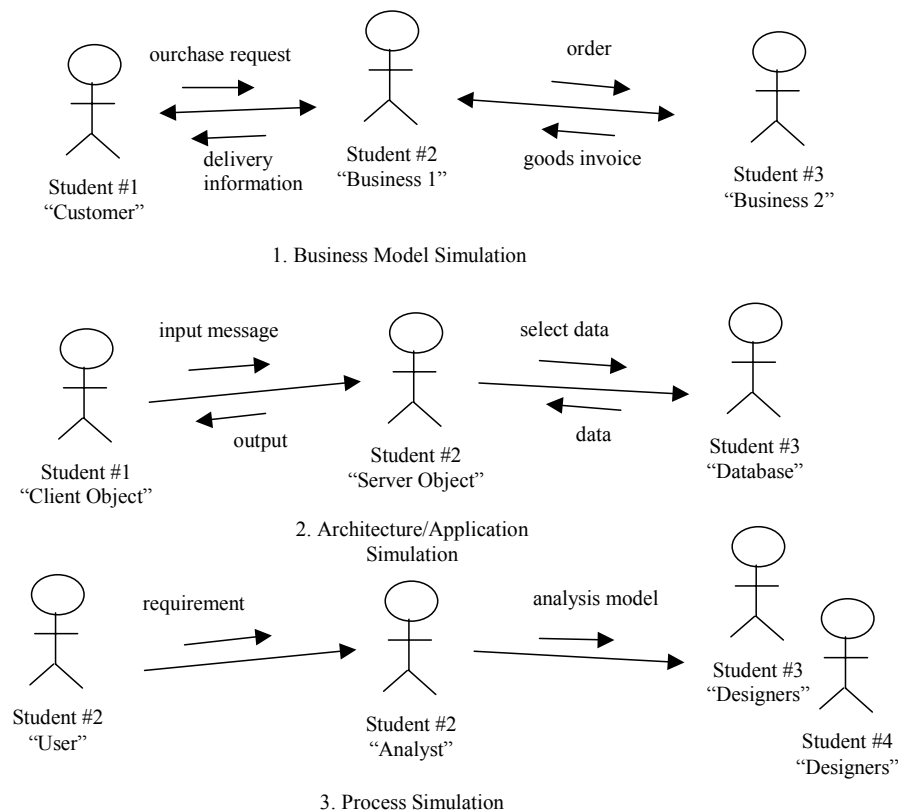 ourchase request
order
delivery
information
goods invoice
Student #1
“Customer”
Student #2
“Business 1”
Student #3
“Business 2”
1. Business Model Simulation
input message
select data
output
data
Student #1
“Client Object”
Student #2
“Server Object”
Student #3
“Database”
2. Architecture/Application
Simulation
requirement
analysis model
Student #2
“User”
Student #2
“Analyst”
Student #3
“Designers”
Student #4
“Designers”
3. Process Simulation